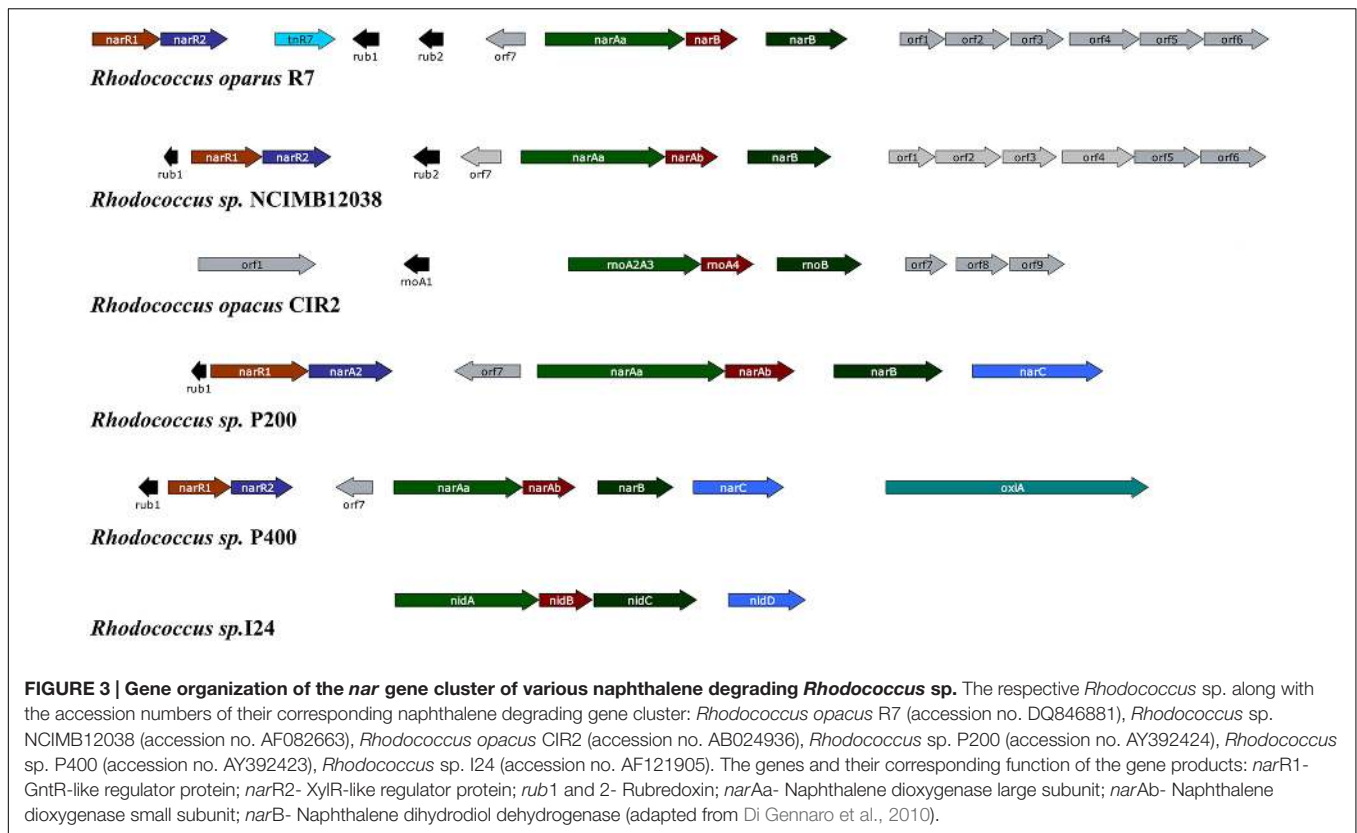 narR1 narR2 tnR7 rub1 rub2 orf7 narAa narB narB orf1 orf2 orf3 orf4 orf5 orf6
Rhodococcus oparus R7
rub1 narR1 narR2 rub2 orf7 narAa narAb narB orf1 orf2 orf3 orf4 orf5 orf6
Rhodococcus sp. NCIMB12038
orf1 rnoA1 rnoA2A3 rnoA4 rnoB orf7 orf8 orf9
Rhodococcus opacus CIR2
rub1 narR1 narA2 orf7 narAa narAb narB narC
Rhodococcus sp. P200
rub1 narR1 narR2 orf7 narAa narAb narB narC oxiA
Rhodococcus sp. P400
nidA nidB nidC nidD
Rhodococcus sp.I24
FIGURE 3 | Gene organization of the nar gene cluster of various naphthalene degrading Rhodococcus sp. The respective Rhodococcus sp. along with
the accession numbers of their corresponding naphthalene degrading gene cluster: Rhodococcus opacus R7 (accession no. DQ846881), Rhodococcus sp.
NCIMB12038 (accession no. AF082663), Rhodococcus opacus CIR2 (accession no. AB024936), Rhodococcus sp. P200 (accession no. AY392424), Rhodococcus
sp. P400 (accession no. AY392423), Rhodococcus sp. I24 (accession no. AF121905). The genes and their corresponding function of the gene products: narR1-
GntR-like regulator protein; narR2- XylR-like regulator protein; rub1 and 2- Rubredoxin; narAa- Naphthalene dioxygenase large subunit; narAb- Naphthalene
dioxygenase small subunit; narB- Naphthalene dihydrodiol dehydrogenase (adapted from Di Gennaro et al., 2010).